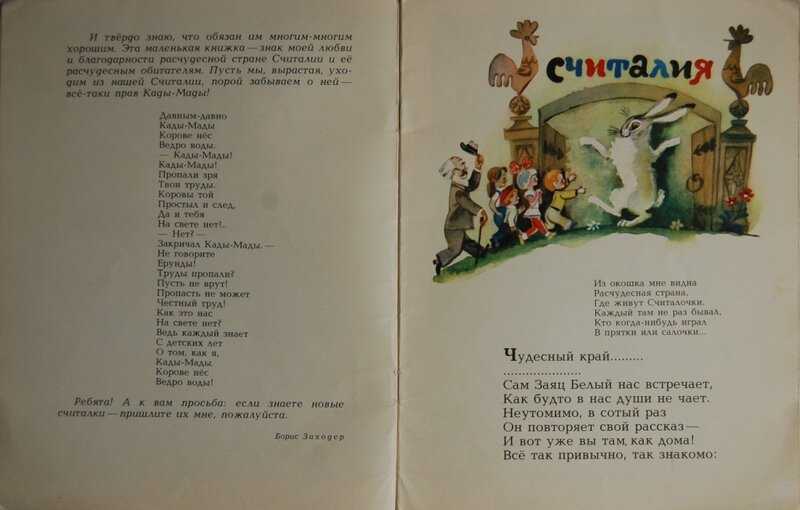 И твёрдо знаю, что обязан им многим-многим
хорошим. Эта маленькая книжка — знак моей любви
и благодарности расчудесной стране Считалии и её
расчудесным обитателям. Пусть мы, вырастая, ухо-
дим из нашей Считалии, порой забываем о ней —
всё-таки прав Кады-Мады!
Давным-давно
Кады-Мады
Корове нёс
Ведро воды.
— Кады-Мады!
Кады-Мады!
Пропали зря
Твои труды.
Коровы той
Простыл и след,
Да и тебя
На свете нет!..
— Нет? —
Закричал Кады-Мады. —
Не говорите
Ерунды!
Труды пропали?
Пусть не врут!
Пропасть не может
Честный труд!
Как это нас
На свете нет?
Ведь каждый знает
С детских лет
О том, как я,
Кады-Мады,
Корове нёс
Ведро воды!
Ребята! А к вам просьба: если знаете новые
считалки — пришлите их мне, пожалуйста.
Борис Заходер
СЧИТАЛИЯ
Из окошка мне видна
Расчудесная страна,
Где живут Считалочки.
Каждый там не раз бывал,
Кто когда-нибудь играл
В прятки или салочки...
Чудесный край.........
.....................
Сам Заяц Белый нас встречает,
Как будто в нас души не чает.
Неутомимо, в сотый раз
Он повторяет свой рассказ —
И вот уже вы там, как дома!
Всё так привычно, так знакомо: